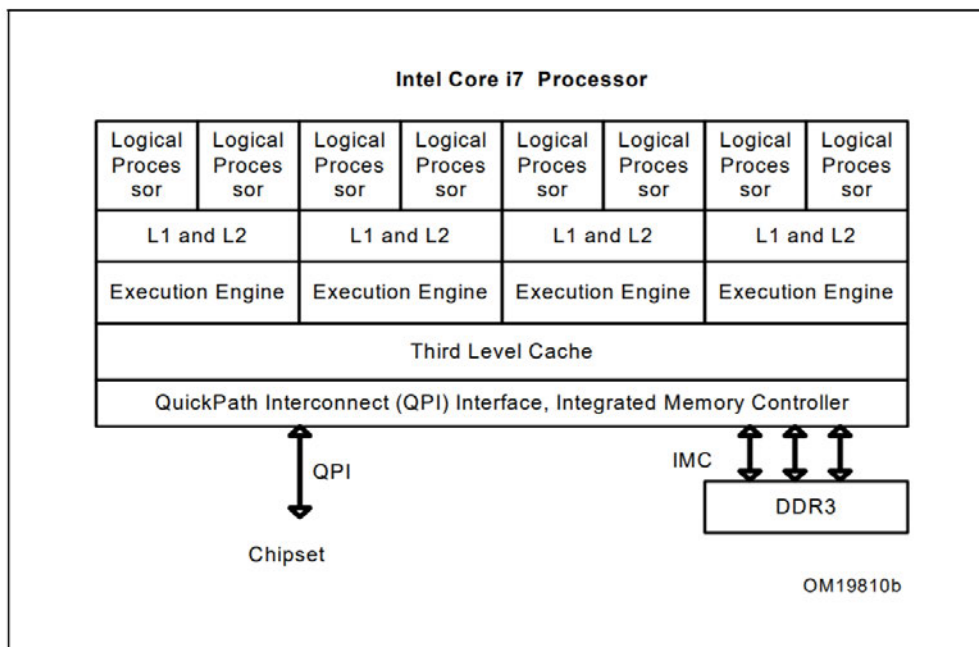 Intel Core i7 Processor
Logical Logical Logical Logical Logical Logical Logical Logical
Proces Proces Proces Proces Proces Proces Proces Proces
sor sor sor sor sor sor sor sor
L1 and L2 L1 and L2 L1 and L2 L1 and L2
Execution Engine Execution Engine Execution Engine Execution Engine
Third Level Cache
QuickPath Interconnect (QPI) Interface, Integrated Memory Controller
QPI
IMC
DDR3
Chipset
OM19810b